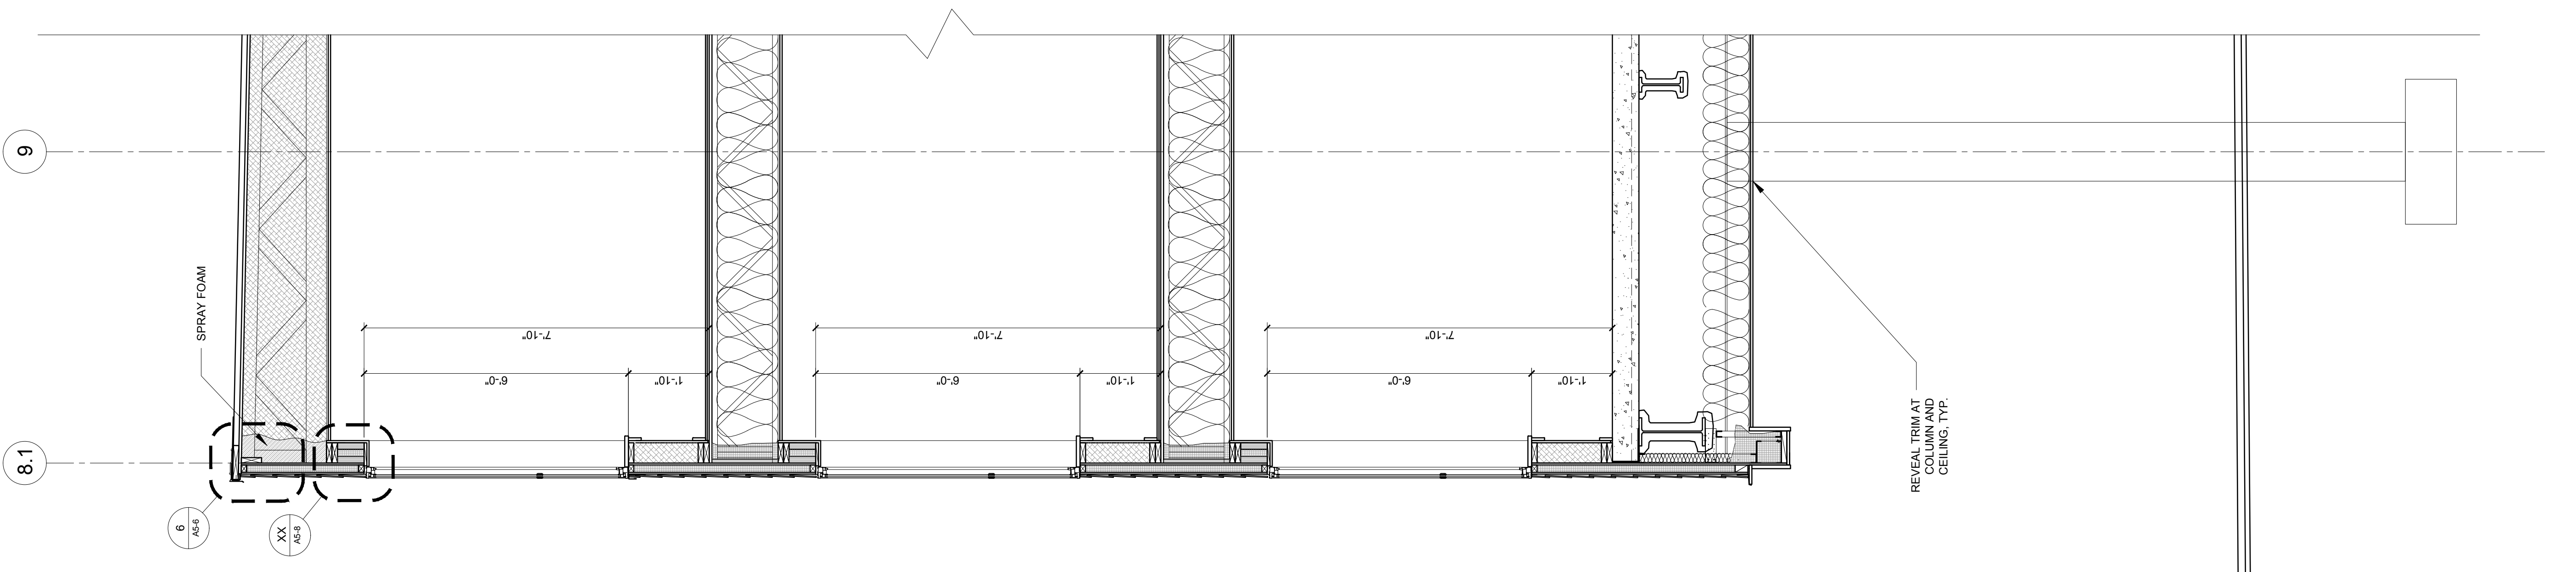 9
8.1
SPRAY FOAM
6
A5-6
XX
A5-8
7'-10"
6'-0"
1'-10"
7'-10"
6'-0"
1'-10"
7'-10"
6'-0"
1'-10"
REVEAL TRIM AT
COLUMN AND
CEILING, TYP.